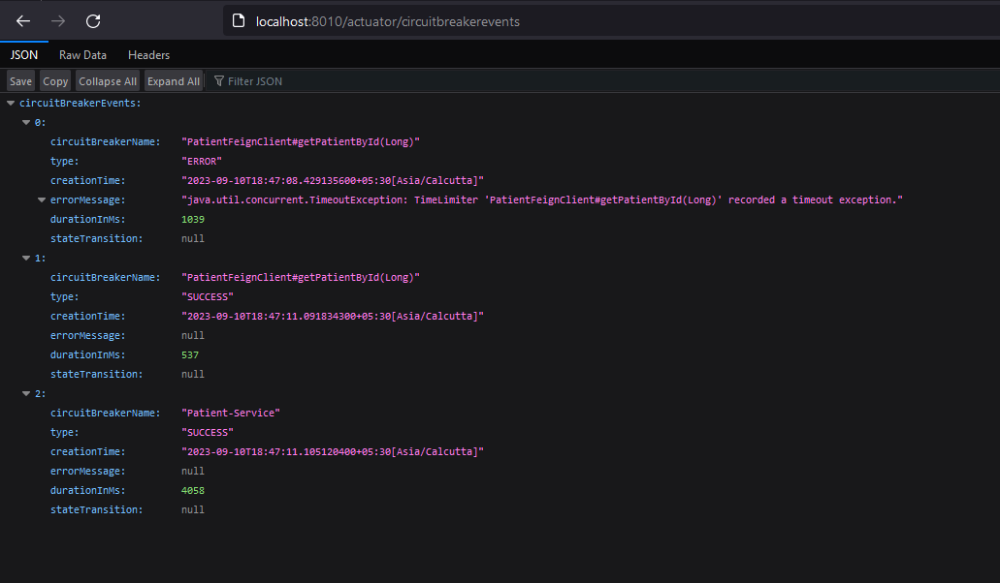 localhost:8010/actuator/circuitbreakerevents
JSON Raw Data Headers
Save Copy Collapse All Expand All Filter JSON
circuitBreakerEvents:
0:
circuitBreakerName: "PatientFeignClient#getPatientById(Long)"
type: "ERROR"
creationTime: "2023-09-10T18:47:08.429135600+05:30[Asia/Calcutta]"
errorMessage: "java.util.concurrent.TimeoutException: TimeLimiter 'PatientFeignClient#getPatientById(Long)' recorded a timeout exception."
durationInMs: 1039
stateTransition: null
1:
circuitBreakerName: "PatientFeignClient#getPatientById(Long)"
type: "SUCCESS"
creationTime: "2023-09-10T18:47:11.091834300+05:30[Asia/Calcutta]"
errorMessage: null
durationInMs: 537
stateTransition: null
2:
circuitBreakerName: "Patient-Service"
type: "SUCCESS"
creationTime: "2023-09-10T18:47:11.105120400+05:30[Asia/Calcutta]"
errorMessage: null
durationInMs: 4058
stateTransition: null